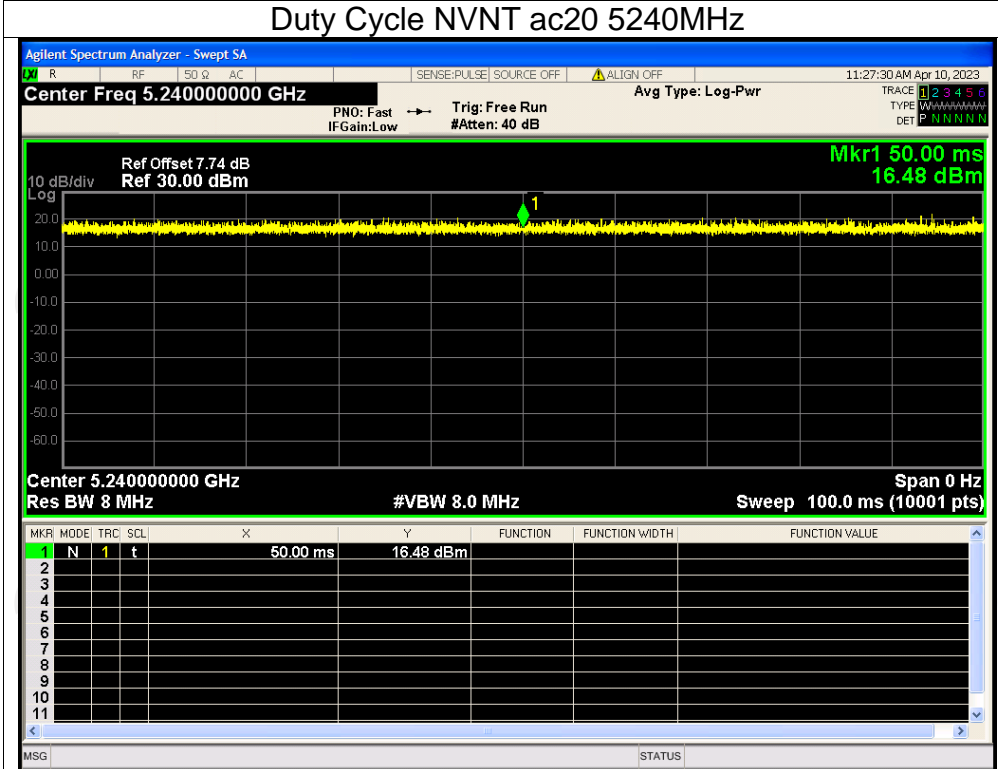 Duty Cycle NVNT ac20 5240MHz
Agilent Spectrum Analyzer - Swept SA
LXI R RF 50 Ω AC SENSE:PULSE SOURCE OFF ALIGN OFF 11:27:30 AM Apr 10, 2023
Center Freq 5.240000000 GHz Avg Type: Log-Pwr TRACE 1 2 3 4 5 6
PNO: Fast Trig: Free Run TYPE W
IFGain:Low #Atten: 40 dB DET P N N N N N
Mkr1 50.00 ms
Ref Offset 7.74 dB
10 dB/div Ref 30.00 dBm 16.48 dBm
Log
1
20.0
10.0
0.00
-10.0
-20.0
-30.0
-40.0
-50.0
-60.0
Center 5.240000000 GHz Span 0 Hz
Res BW 8 MHz #VBW 8.0 MHz Sweep 100.0 ms (10001 pts)
MKR MODE TRC SCL X Y FUNCTION FUNCTION WIDTH FUNCTION VALUE
1 N 1 t 50.00 ms 16.48 dBm
2
3
4
5
6
7
8
9
10
11
MSG STATUS